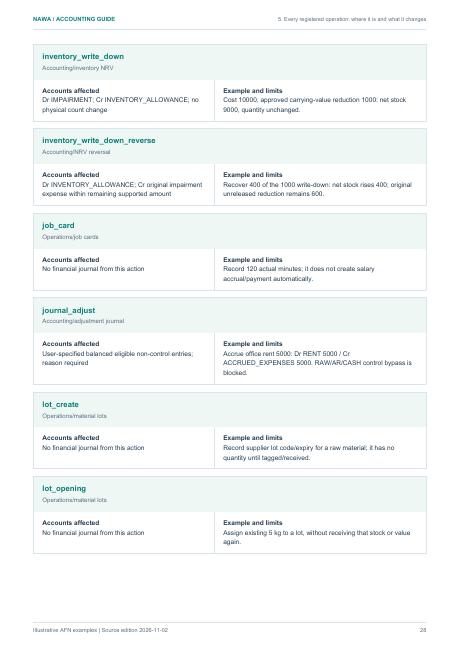 NAWA / ACCOUNTING GUIDE
5. Every registered operation: where it is and what it changes
inventory_write_down
Accounting/inventory NRV
Accounts affected
Dr IMPAIRMENT; Cr INVENTORY_ALLOWANCE; no
physical count change
Example and limits
Cost 10000, approved carrying-value reduction 1000: net stock
9000, quantity unchanged.
inventory_write_down_reverse
Accounting/NRV reversal
Accounts affected
Dr INVENTORY_ALLOWANCE; Cr original impairment
expense within remaining supported amount
Example and limits
Recover 400 of the 1000 write-down: net stock rises 400; original
unreleased reduction remains 600.
job_card
Operations/job cards
Accounts affected
No financial journal from this action
Example and limits
Record 120 actual minutes; it does not create salary
accrual/payment automatically.
journal_adjust
Accounting/adjustment journal
Accounts affected
User-specified balanced eligible non-control entries;
reason required
Example and limits
Accrue office rent 5000: Dr RENT 5000 / Cr
ACCRUED_EXPENSES 5000. RAW/AR/CASH control bypass is
blocked.
lot_create
Operations/material lots
Accounts affected
No financial journal from this action
Example and limits
Record supplier lot code/expiry for a raw material; it has no
quantity until tagged/received.
lot_opening
Operations/material lots
Accounts affected
No financial journal from this action
Example and limits
Assign existing 5 kg to a lot, without receiving that stock or value
again.
Illustrative AFN examples | Source edition 2026-11-02
28